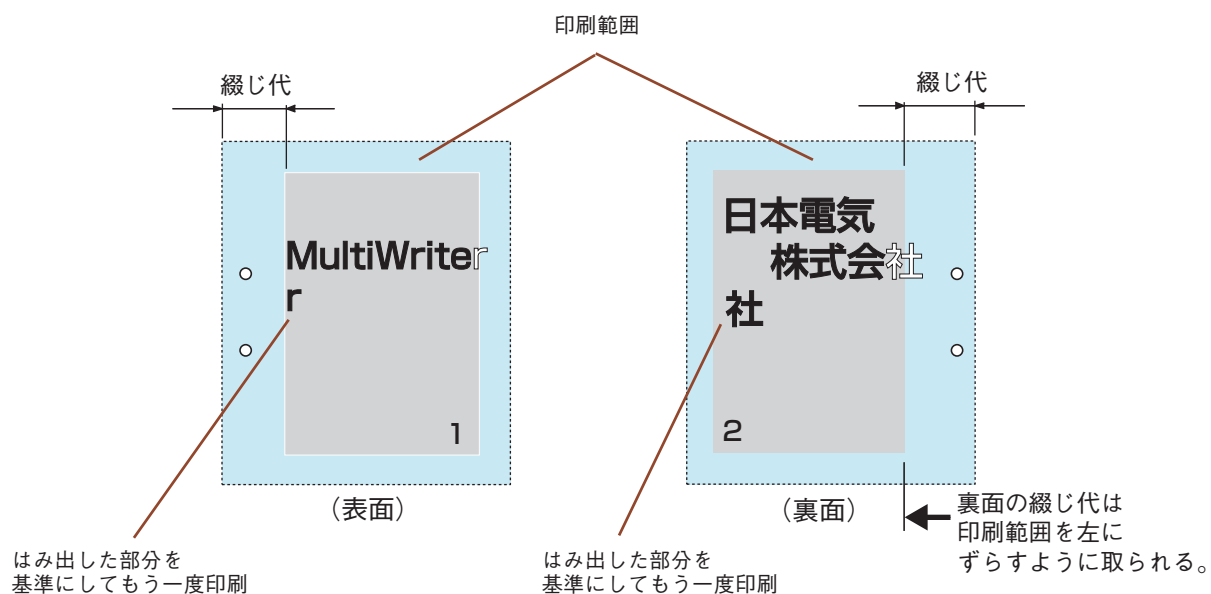 印刷範囲
綴じ代
綴じ代
MultiWriter
r
1
（表面）
日本電気
株式会社
社
2
（裏面）
裏面の綴じ代は
印刷範囲を左に
ずらすように取られる。
はみ出した部分を
基準にしてもう一度印刷
はみ出した部分を
基準にしてもう一度印刷